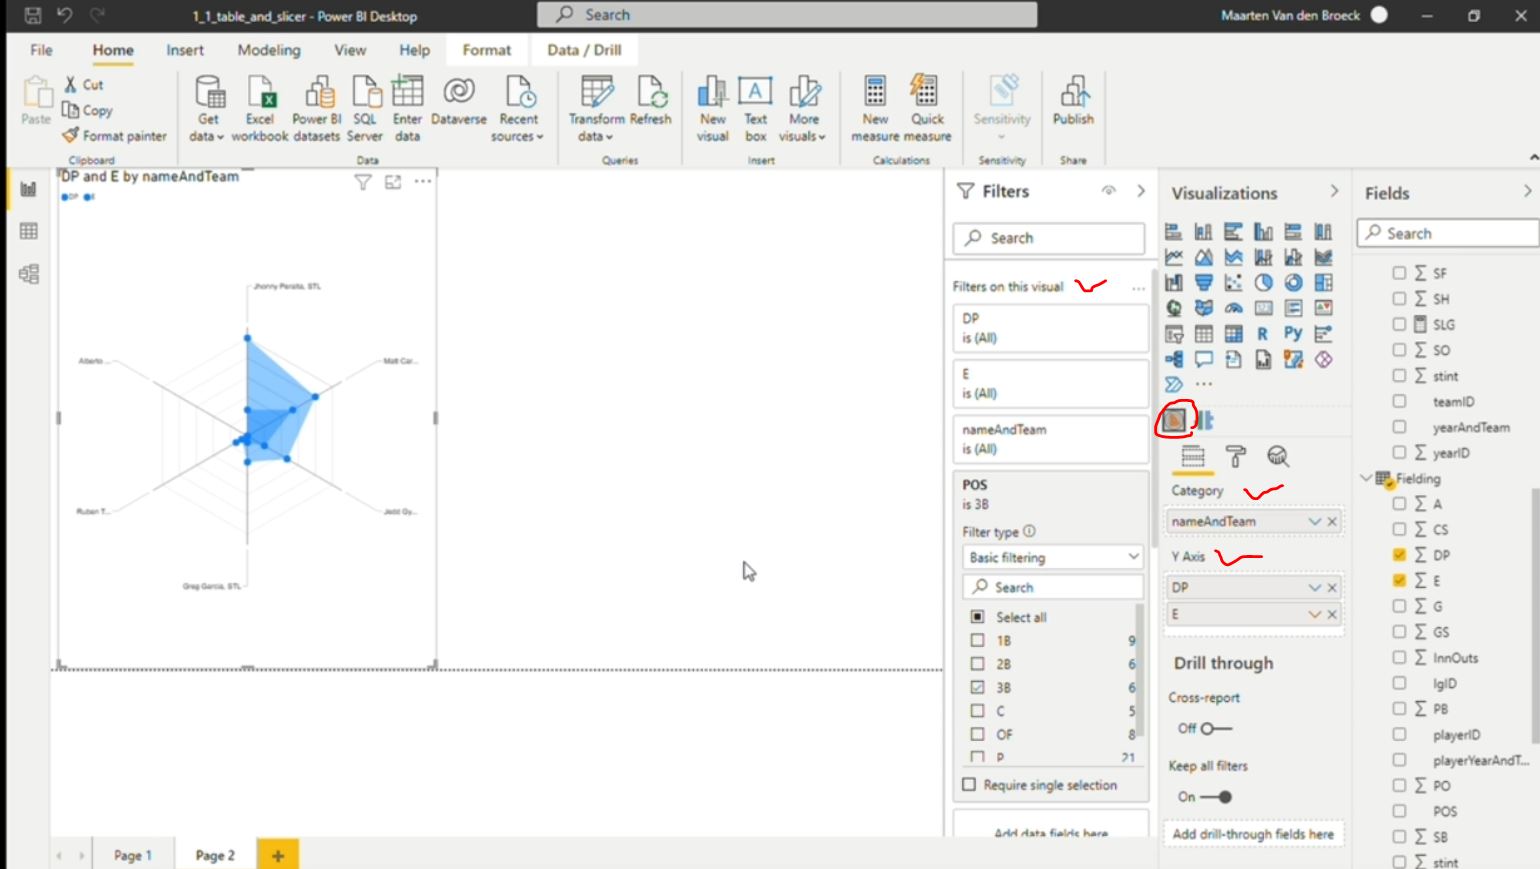 1_1_table_and_slicer - Power BI Desktop
Search
Maarten Van den Broeck
File Home Insert Modeling View Help Format Data / Drill
Paste
Cut
Copy
Format painter
Clipboard
Get data
Excel workbook
Power BI datasets
SQL Server
Enter data
Dataverse
Recent sources
Data
Transform data
Refresh
Queries
New visual
Text box
More visuals
Insert
New measure
Quick measure
Calculations
Sensitivity
Sensitivity
Publish
Share
DP and E by nameAndTeam
DP E
Jhonny Peralta, STL
Alberto ...
Matt Car...
Ruben T...
Jedd Gy...
Greg Garcia, STL
Page 1
Page 2
+
Filters
Search
Filters on this visual
DP
is (All)
E
is (All)
nameAndTeam
is (All)
POS
is 3B
Filter type
Basic filtering
Search
Select all
1B 9
2B 6
3B 6
C 5
OF 8
P 21
Require single selection
Add data fields here
Visualizations
R
Py
...
Category
nameAndTeam
Y Axis
DP
E
Drill through
Cross-report
Off
Keep all filters
On
Add drill-through fields here
Fields
Search
SF
SH
SLG
SO
stint
teamID
yearAndTeam
yearID
Fielding
A
CS
DP
E
G
GS
InnOuts
lgID
PB
playerID
playerYearAndT...
PO
POS
SB
stint